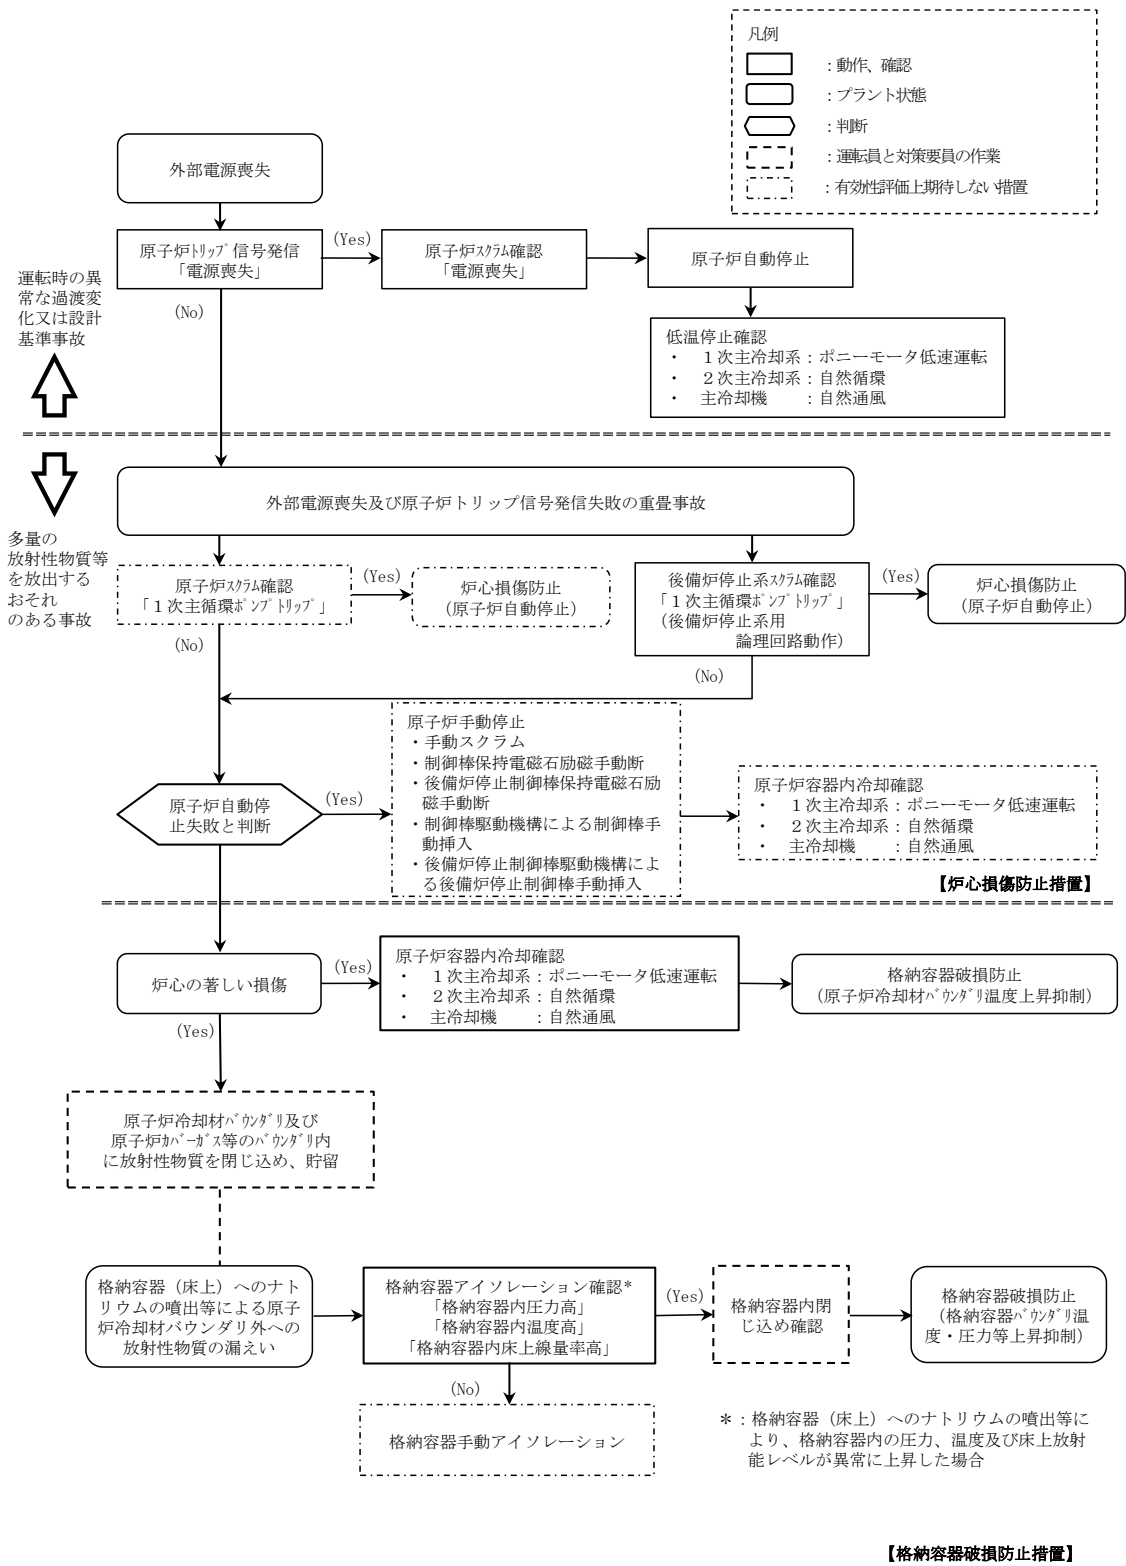 凡例
：動作、確認
：プラント状態
：判断
：運転員と対策要員の作業
：有効性評価上期待しない措置
外部電源喪失
原子炉ﾄﾘｯﾌﾟ信号発信
「電源喪失」
(Yes)
原子炉ｽｸﾗﾑ確認
「電源喪失」
原子炉自動停止
(No)
運転時の異
常な過渡変
化又は設計
基準事故
低温停止確認
・　１次主冷却系：ポニーモータ低速運転
・　２次主冷却系：自然循環
・　主冷却機　　：自然通風
外部電源喪失及び原子炉トリップ信号発信失敗の重畳事故
多量の
放射性物質等
を放出する
おそれ
のある事故
原子炉ｽｸﾗﾑ確認
「１次主循環ﾎﾟﾝﾌﾟﾄﾘｯﾌﾟ」
(Yes)
炉心損傷防止
（原子炉自動停止）
後備炉停止系ｽｸﾗﾑ確認
「１次主循環ﾎﾟﾝﾌﾟﾄﾘｯﾌﾟ」
（後備炉停止系用
論理回路動作）
(Yes)
炉心損傷防止
（原子炉自動停止）
(No)
(No)
原子炉手動停止
・手動スクラム
・制御棒保持電磁石励磁手動断
・後備炉停止制御棒保持電磁石励
磁手動断
・制御棒駆動機構による制御棒手
動挿入
・後備炉停止制御棒駆動機構によ
る後備炉停止制御棒手動挿入
原子炉自動停
止失敗と判断
(Yes)
原子炉容器内冷却確認
・　１次主冷却系：ポニーモータ低速運転
・　２次主冷却系：自然循環
・　主冷却機　　：自然通風
【炉心損傷防止措置】
炉心の著しい損傷
(Yes)
原子炉容器内冷却確認
・　１次主冷却系：ポニーモータ低速運転
・　２次主冷却系：自然循環
・　主冷却機　　：自然通風
格納容器破損防止
（原子炉冷却材ﾊﾞｳﾝﾀﾞﾘ温度上昇抑制）
(Yes)
原子炉冷却材ﾊﾞｳﾝﾀﾞﾘ及び
原子炉ｶﾊﾞｰｶﾞｽ等のﾊﾞｳﾝﾀﾞﾘ内
に放射性物質を閉じ込め、貯留
格納容器（床上）へのナト
リウムの噴出等による原子
炉冷却材バウンダリ外への
放射性物質の漏えい
格納容器アイソレーション確認*
「格納容器内圧力高」
「格納容器内温度高」
「格納容器内床上線量率高」
(Yes)
格納容器内閉
じ込め確認
格納容器破損防止
（格納容器ﾊﾞｳﾝﾀﾞﾘ温
度・圧力等上昇抑制）
(No)
格納容器手動アイソレーション
*：格納容器（床上）へのナトリウムの噴出等に
より、格納容器内の圧力、温度及び床上放射
能レベルが異常に上昇した場合
【格納容器破損防止措置】